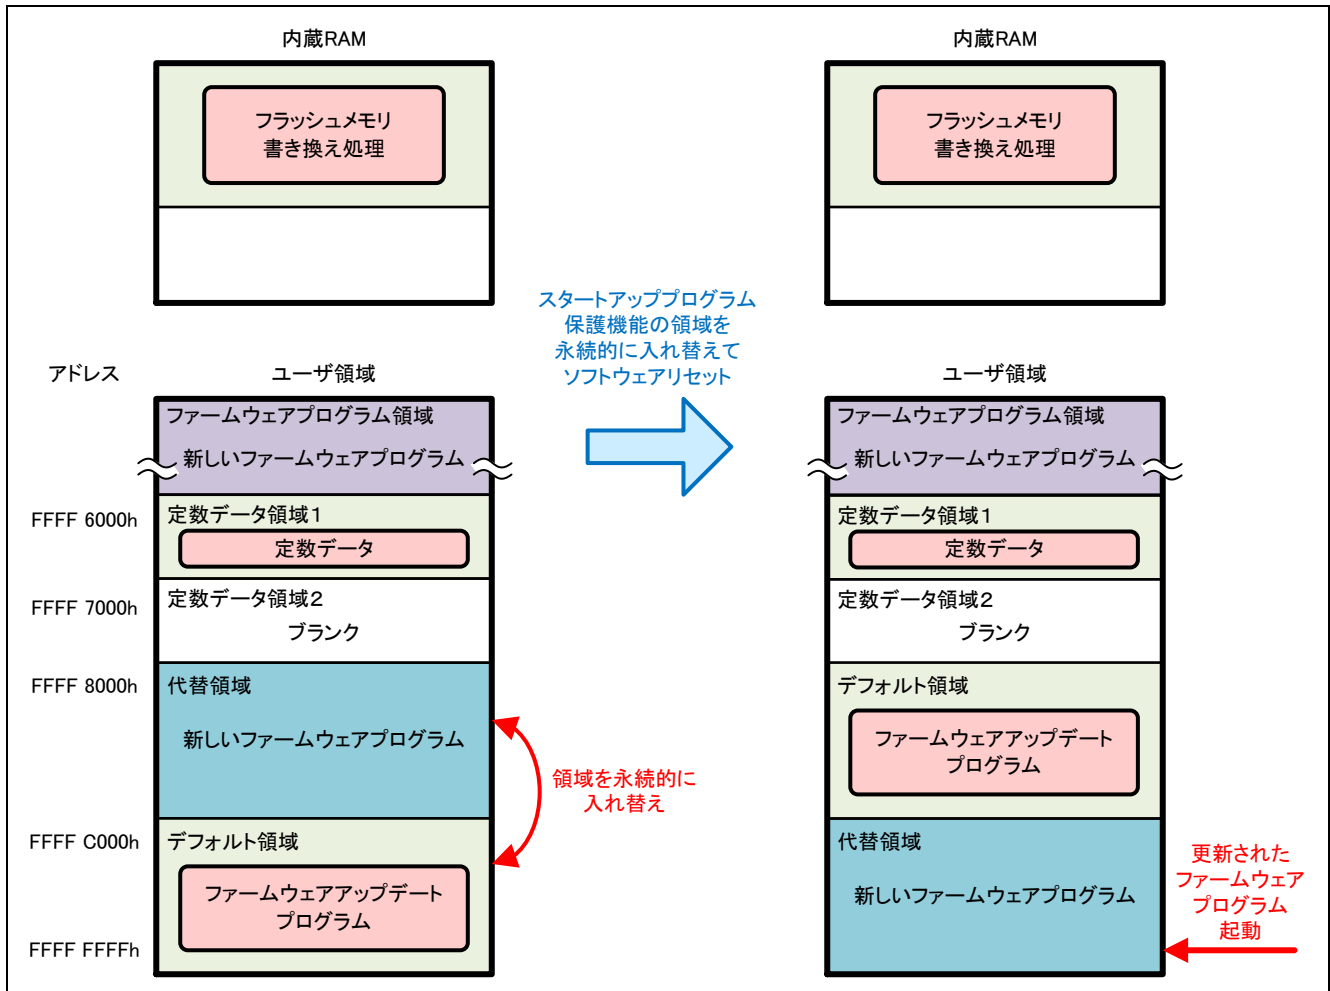 内蔵RAM
フラッシュメモリ
書き換え処理
アドレス
ユーザ領域
ファームウェアプログラム領域
新しいファームウェアプログラム
FFFF 6000h
定数データ領域1
定数データ
FFFF 7000h
定数データ領域2
ブランク
FFFF 8000h
代替領域
新しいファームウェアプログラム
FFFF C000h
デフォルト領域
ファームウェアアップデート
プログラム
FFFF FFFFh
スタートアッププログラム
保護機能の領域を
永続的に入れ替えて
ソフトウェアリセット
領域を永続的に
入れ替え
内蔵RAM
フラッシュメモリ
書き換え処理
ユーザ領域
ファームウェアプログラム領域
新しいファームウェアプログラム
定数データ領域1
定数データ
定数データ領域2
ブランク
デフォルト領域
ファームウェアアップデート
プログラム
代替領域
新しいファームウェアプログラム
更新された
ファームウェア
プログラム
起動